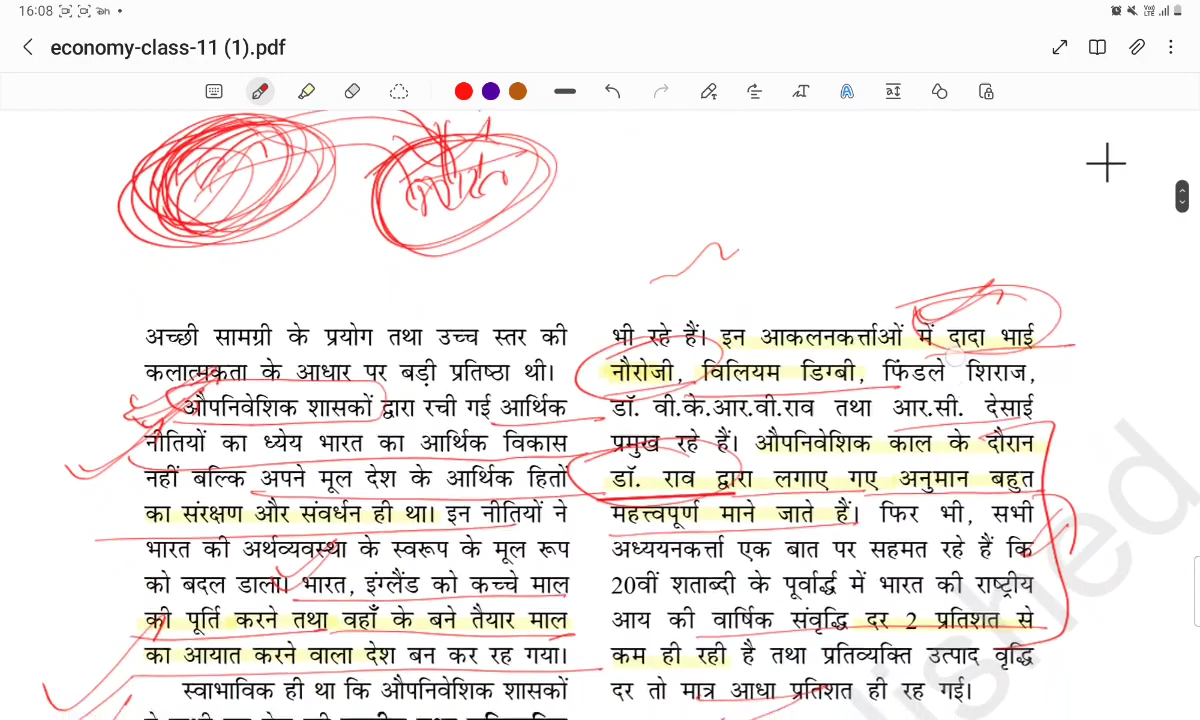 16:08
economy-class-11 (1).pdf
अच्छी सामग्री के प्रयोग तथा उच्च स्तर की
कलात्मकता के आधार पर बड़ी प्रतिष्ठा थी।
औपनिवेशिक शासकों द्वारा रची गई आर्थिक
नीतियों का ध्येय भारत का आर्थिक विकास
नहीं बल्कि अपने मूल देश के आर्थिक हितों
का संरक्षण और संवर्धन ही था। इन नीतियों ने
भारत की अर्थव्यवस्था के स्वरूप के मूल रूप
को बदल डाला। भारत, इंग्लैंड को कच्चे माल
की पूर्ति करने तथा वहाँ के बने तैयार माल
का आयात करने वाला देश बन कर रह गया।
स्वाभाविक ही था कि औपनिवेशिक शासकों
भी रहे हैं। इन आकलनकर्त्ताओं में दादा भाई
नौरोजी, विलियम डिग्बी, फिंडले शिराज,
डॉ. वी.के.आर.वी.राव तथा आर.सी. देसाई
प्रमुख रहे हैं। औपनिवेशिक काल के दौरान
डॉ. राव द्वारा लगाए गए अनुमान बहुत
महत्त्वपूर्ण माने जाते हैं। फिर भी, सभी
अध्ययनकर्त्ता एक बात पर सहमत रहे हैं कि
20वीं शताब्दी के पूर्वार्द्ध में भारत की राष्ट्रीय
आय की वार्षिक संवृद्धि दर 2 प्रतिशत से
कम ही रही है तथा प्रतिव्यक्ति उत्पाद वृद्धि
दर तो मात्र आधा प्रतिशत ही रह गई।